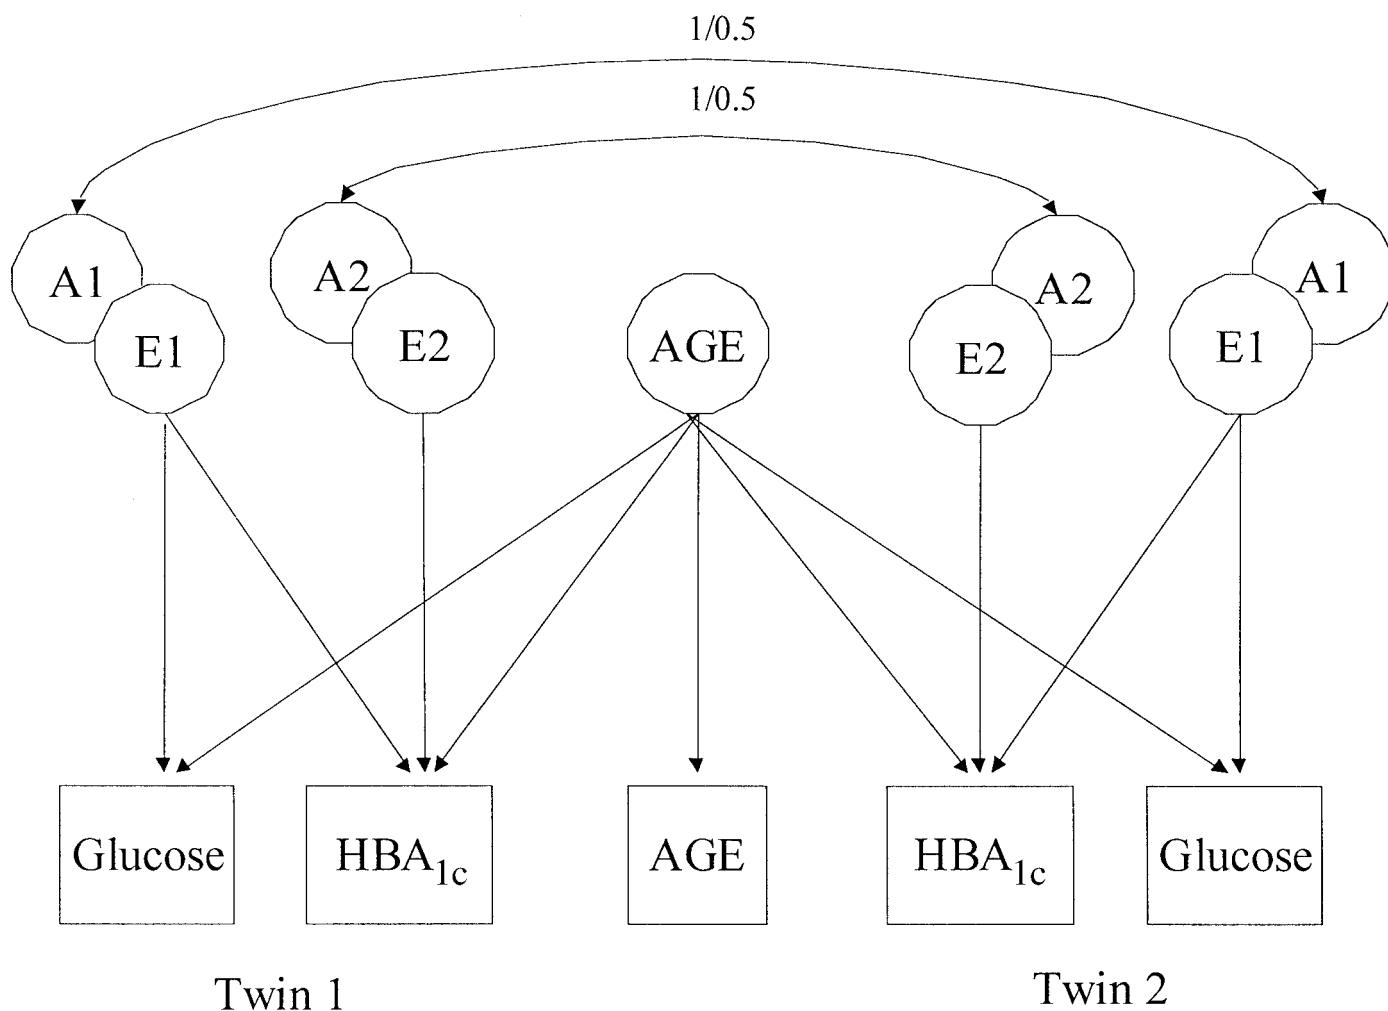 1/0.5
1/0.5
A1 A2 A2 A1
E1 E2 AGE E2 E1
Glucose HBA1c AGE HBA1c Glucose
Twin 1 Twin 2